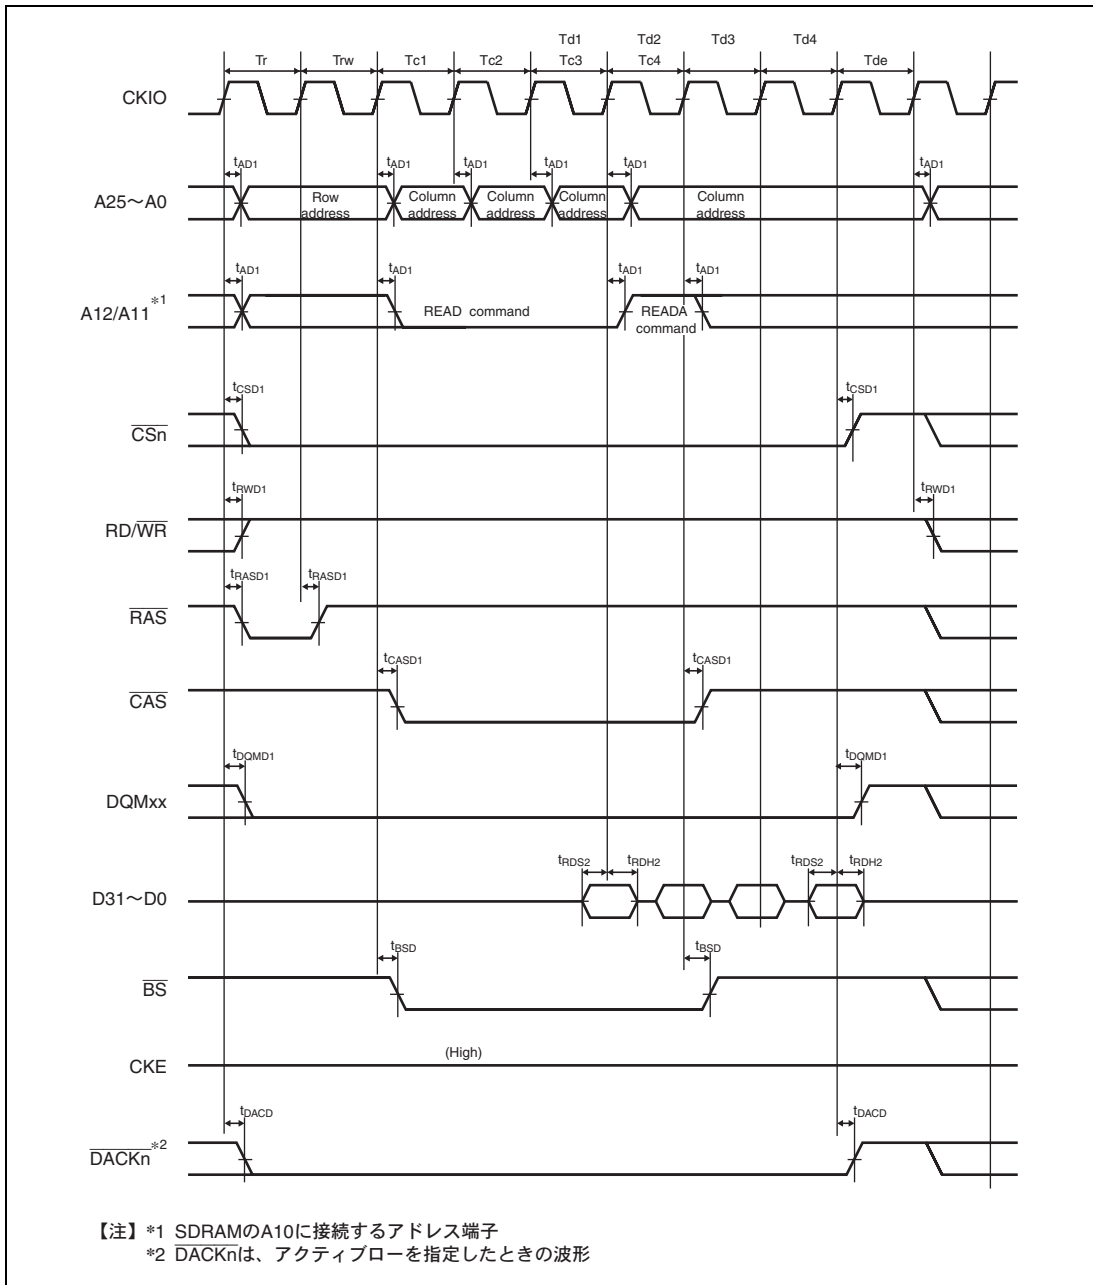 Td1 Td2 Td3 Td4
Tr Trw Tc1 Tc2 Tc3 Tc4 Tde
CKIO
tAD1 tAD1 tAD1 tAD1 tAD1 tAD1
A25～A0
Row address
Column address
Column address
Column address
Column address
tAD1 tAD1 tAD1 tAD1
A12/A11*1
READ command
READA command
tCSD1 tCSD1
CSn
tRWD1 tRWD1
RD/WR
tRASD1 tRASD1
RAS
tCASD1 tCASD1
CAS
tDQMD1 tDQMD1
DQMxx
tRDS2 tRDH2 tRDS2 tRDH2
D31～D0
tBSD tBSD
BS
(High)
CKE
tDACD tDACD
DACKn*2
【注】*1 SDRAMのA10に接続するアドレス端子
*2 DACKnは、アクティブローを指定したときの波形